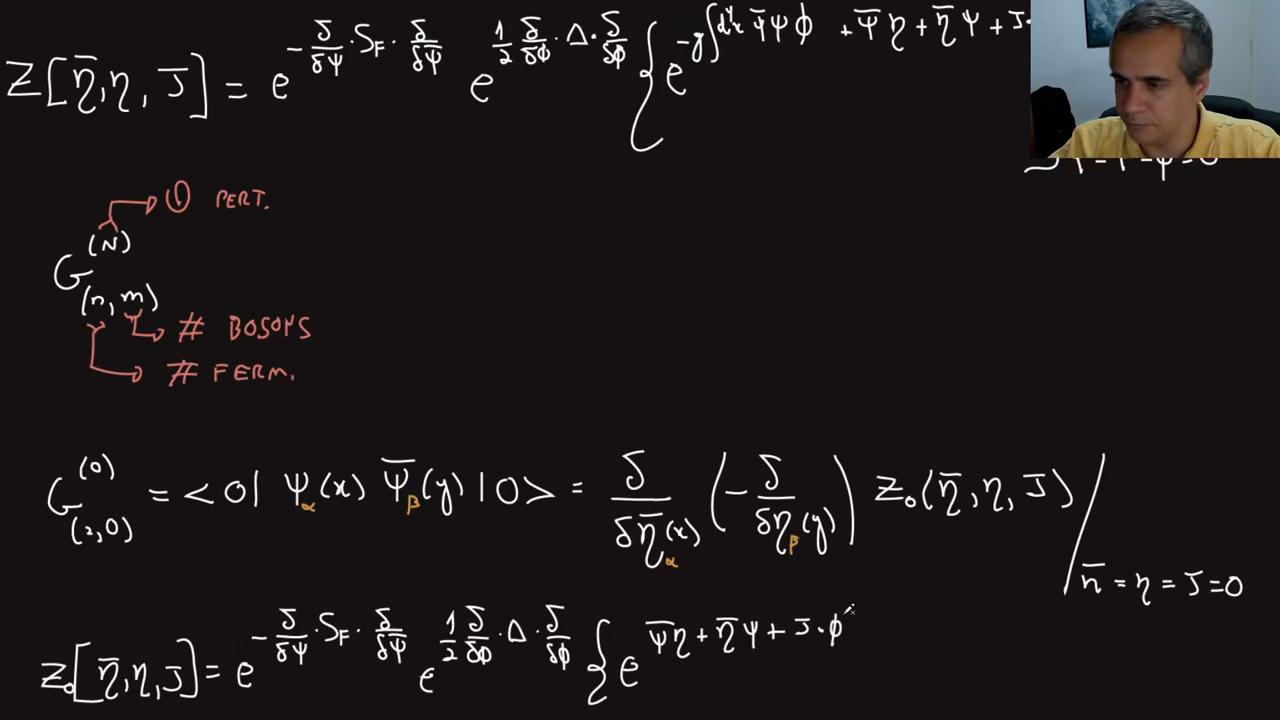 Z[η̄,η,J] = e^{-δ/δψ·S_F·δ/δψ̄} e^{½ δ/δφ·Δ·δ/δφ} { e^{-g∫d⁴x ψ̄ψφ + ψ̄η + η̄ψ + J·
(N) → ① PERT.
G^{(N)}_{(n,m)}
# BOSONS
# FERM.
G^{(0)}_{(2,0)} = <0| ψ_α(x) ψ̄_β(y) |0> = δ/δη̄_α(x) (-δ/δη_β(y)) Z₀(η̄,η,J) |_{η̄=η=J=0}
Z₀[η̄,η,J] = e^{-δ/δψ·S_F·δ/δψ̄} e^{½ δ/δφ·Δ·δ/δφ} { e^{ψ̄η+η̄ψ+J·φ}